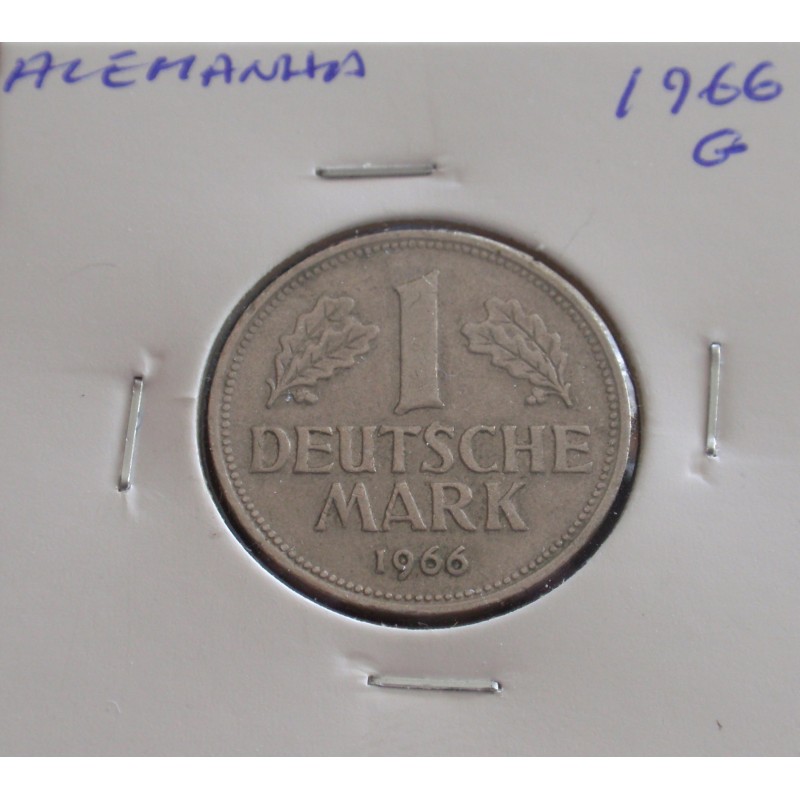 ALEMANHA 1966
G
1
DEUTSCHE
MARK
1966